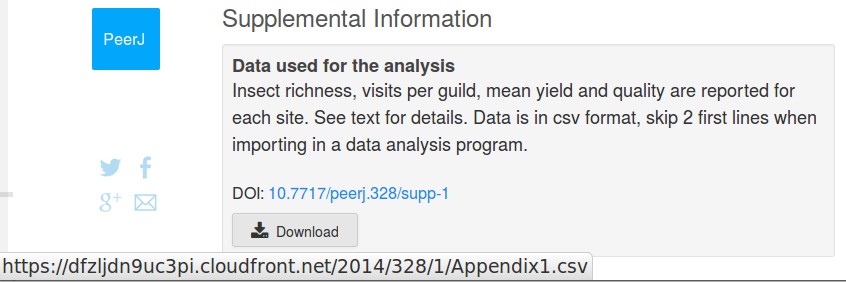 PeerJ
Supplemental Information
Data used for the analysis
Insect richness, visits per guild, mean yield and quality are reported for
each site. See text for details. Data is in csv format, skip 2 first lines when
importing in a data analysis program.
DOI: 10.7717/peerj.328/supp-1
Download
g+
https://dfzljdn9uc3pi.cloudfront.net/2014/328/1/Appendix1.csv